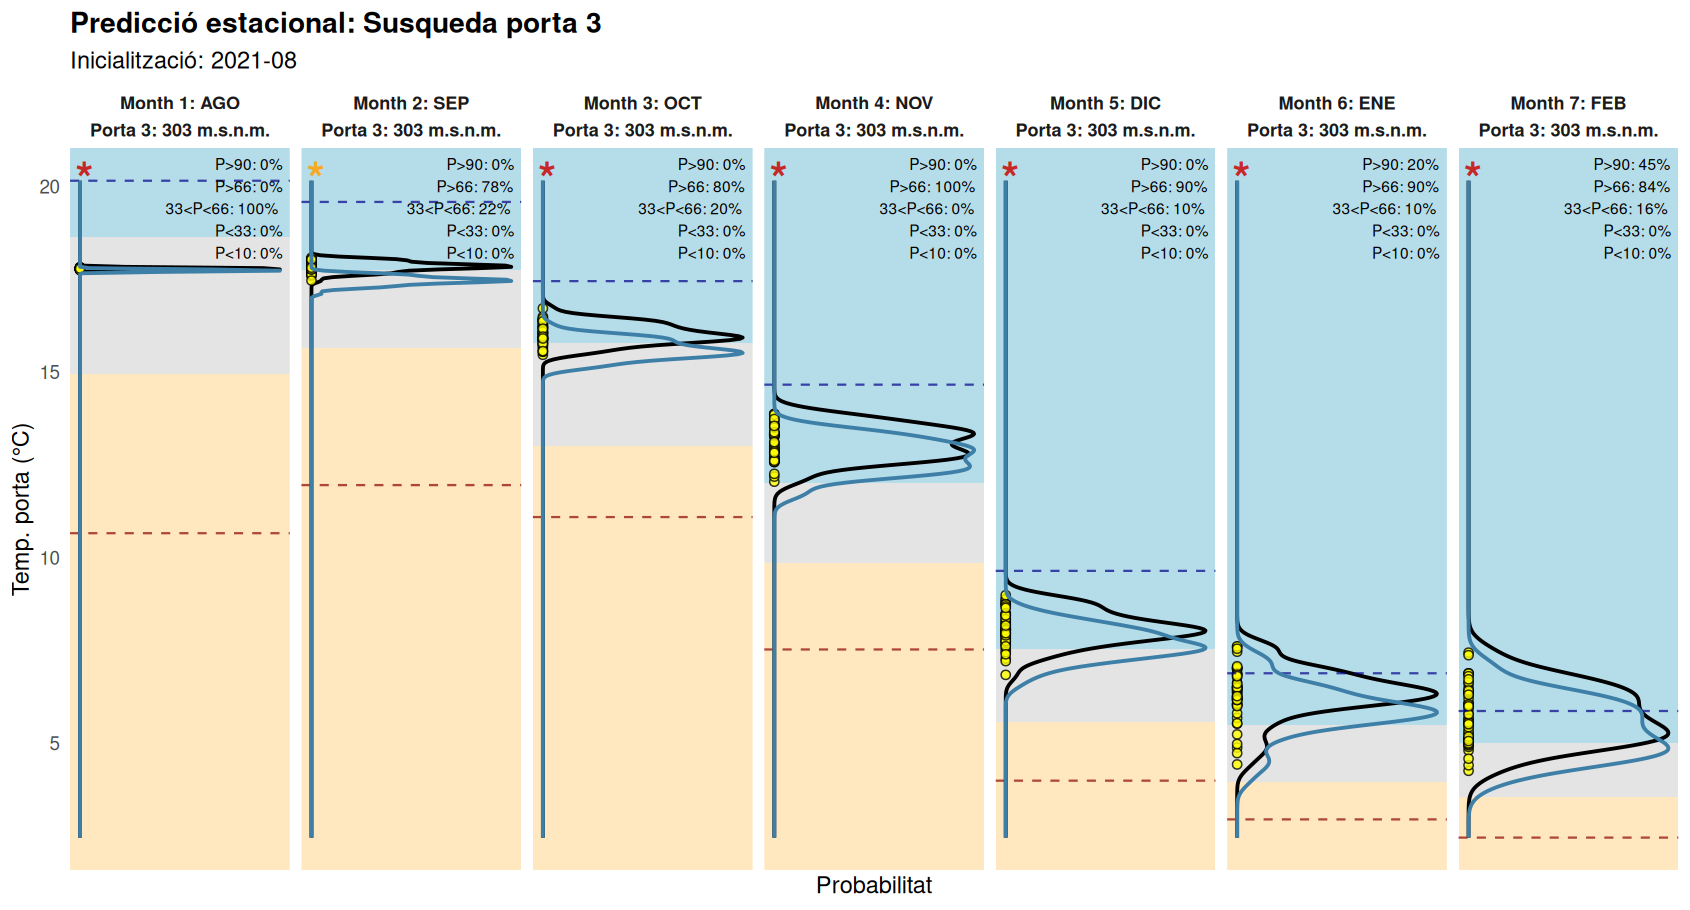 Predicció estacional: Susqueda porta 3
Inicialització: 2021-08
Month 1: AGO
Porta 3: 303 m.s.n.m.
Month 2: SEP
Porta 3: 303 m.s.n.m.
Month 3: OCT
Porta 3: 303 m.s.n.m.
Month 4: NOV
Porta 3: 303 m.s.n.m.
Month 5: DIC
Porta 3: 303 m.s.n.m.
Month 6: ENE
Porta 3: 303 m.s.n.m.
Month 7: FEB
Porta 3: 303 m.s.n.m.
*
P>90: 0%
P>66: 0%
33<P<66: 100%
P<33: 0%
P<10: 0%
*
P>90: 0%
P>66: 78%
33<P<66: 22%
P<33: 0%
P<10: 0%
*
P>90: 0%
P>66: 80%
33<P<66: 20%
P<33: 0%
P<10: 0%
*
P>90: 0%
P>66: 100%
33<P<66: 0%
P<33: 0%
P<10: 0%
*
P>90: 0%
P>66: 90%
33<P<66: 10%
P<33: 0%
P<10: 0%
*
P>90: 20%
P>66: 90%
33<P<66: 10%
P<33: 0%
P<10: 0%
*
P>90: 45%
P>66: 84%
33<P<66: 16%
P<33: 0%
P<10: 0%
20
15
10
5
Temp. porta (°C)
Probabilitat